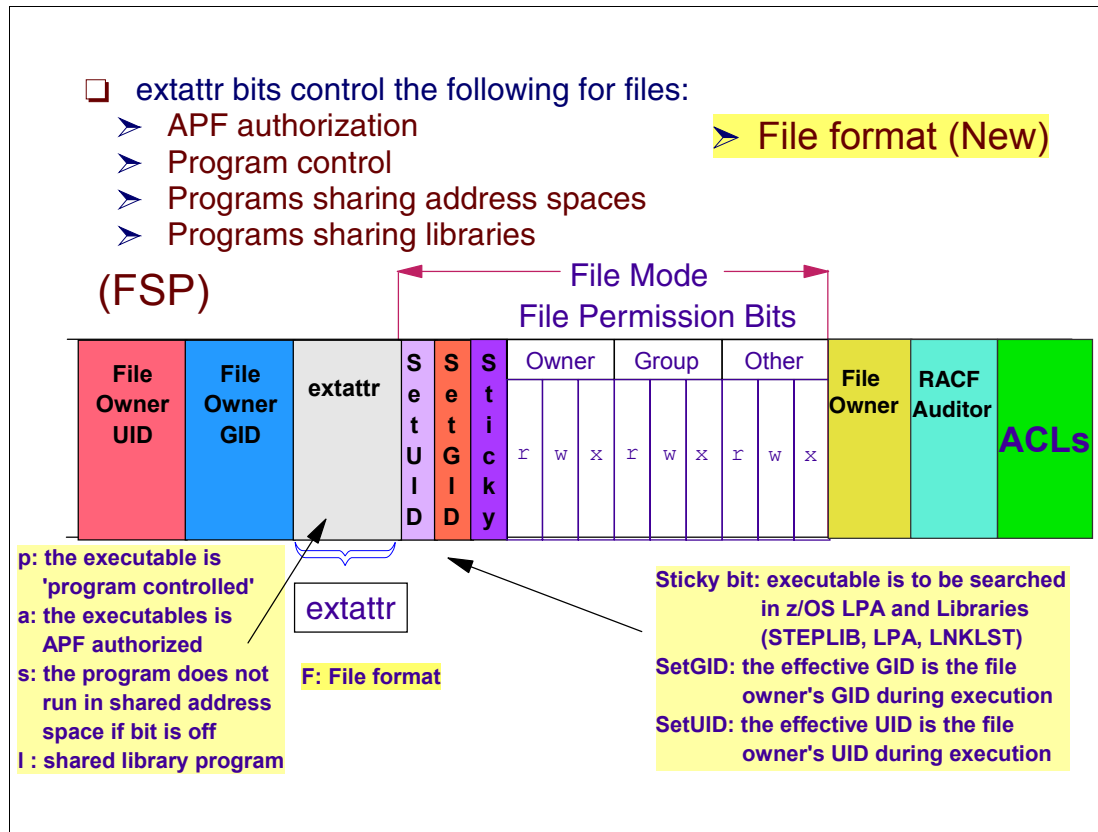 ❑ extattr bits control the following for files:
➢ APF authorization
➢ Program control
➢ Programs sharing address spaces
➢ Programs sharing libraries
➢ File format (New)
(FSP)
File Mode
File Permission Bits
File Owner UID
File Owner GID
extattr
SetUID
SetGID
Sticky
Owner
Group
Other
r w x r w x r w x
File Owner
RACF Auditor
ACLs
p: the executable is
'program controlled'
a: the executables is
APF authorized
s: the program does not
run in shared address
space if bit is off
l : shared library program
extattr
F: File format
Sticky bit: executable is to be searched
in z/OS LPA and Libraries
(STEPLIB, LPA, LNKLST)
SetGID: the effective GID is the file
owner's GID during execution
SetUID: the effective UID is the file
owner's UID during execution